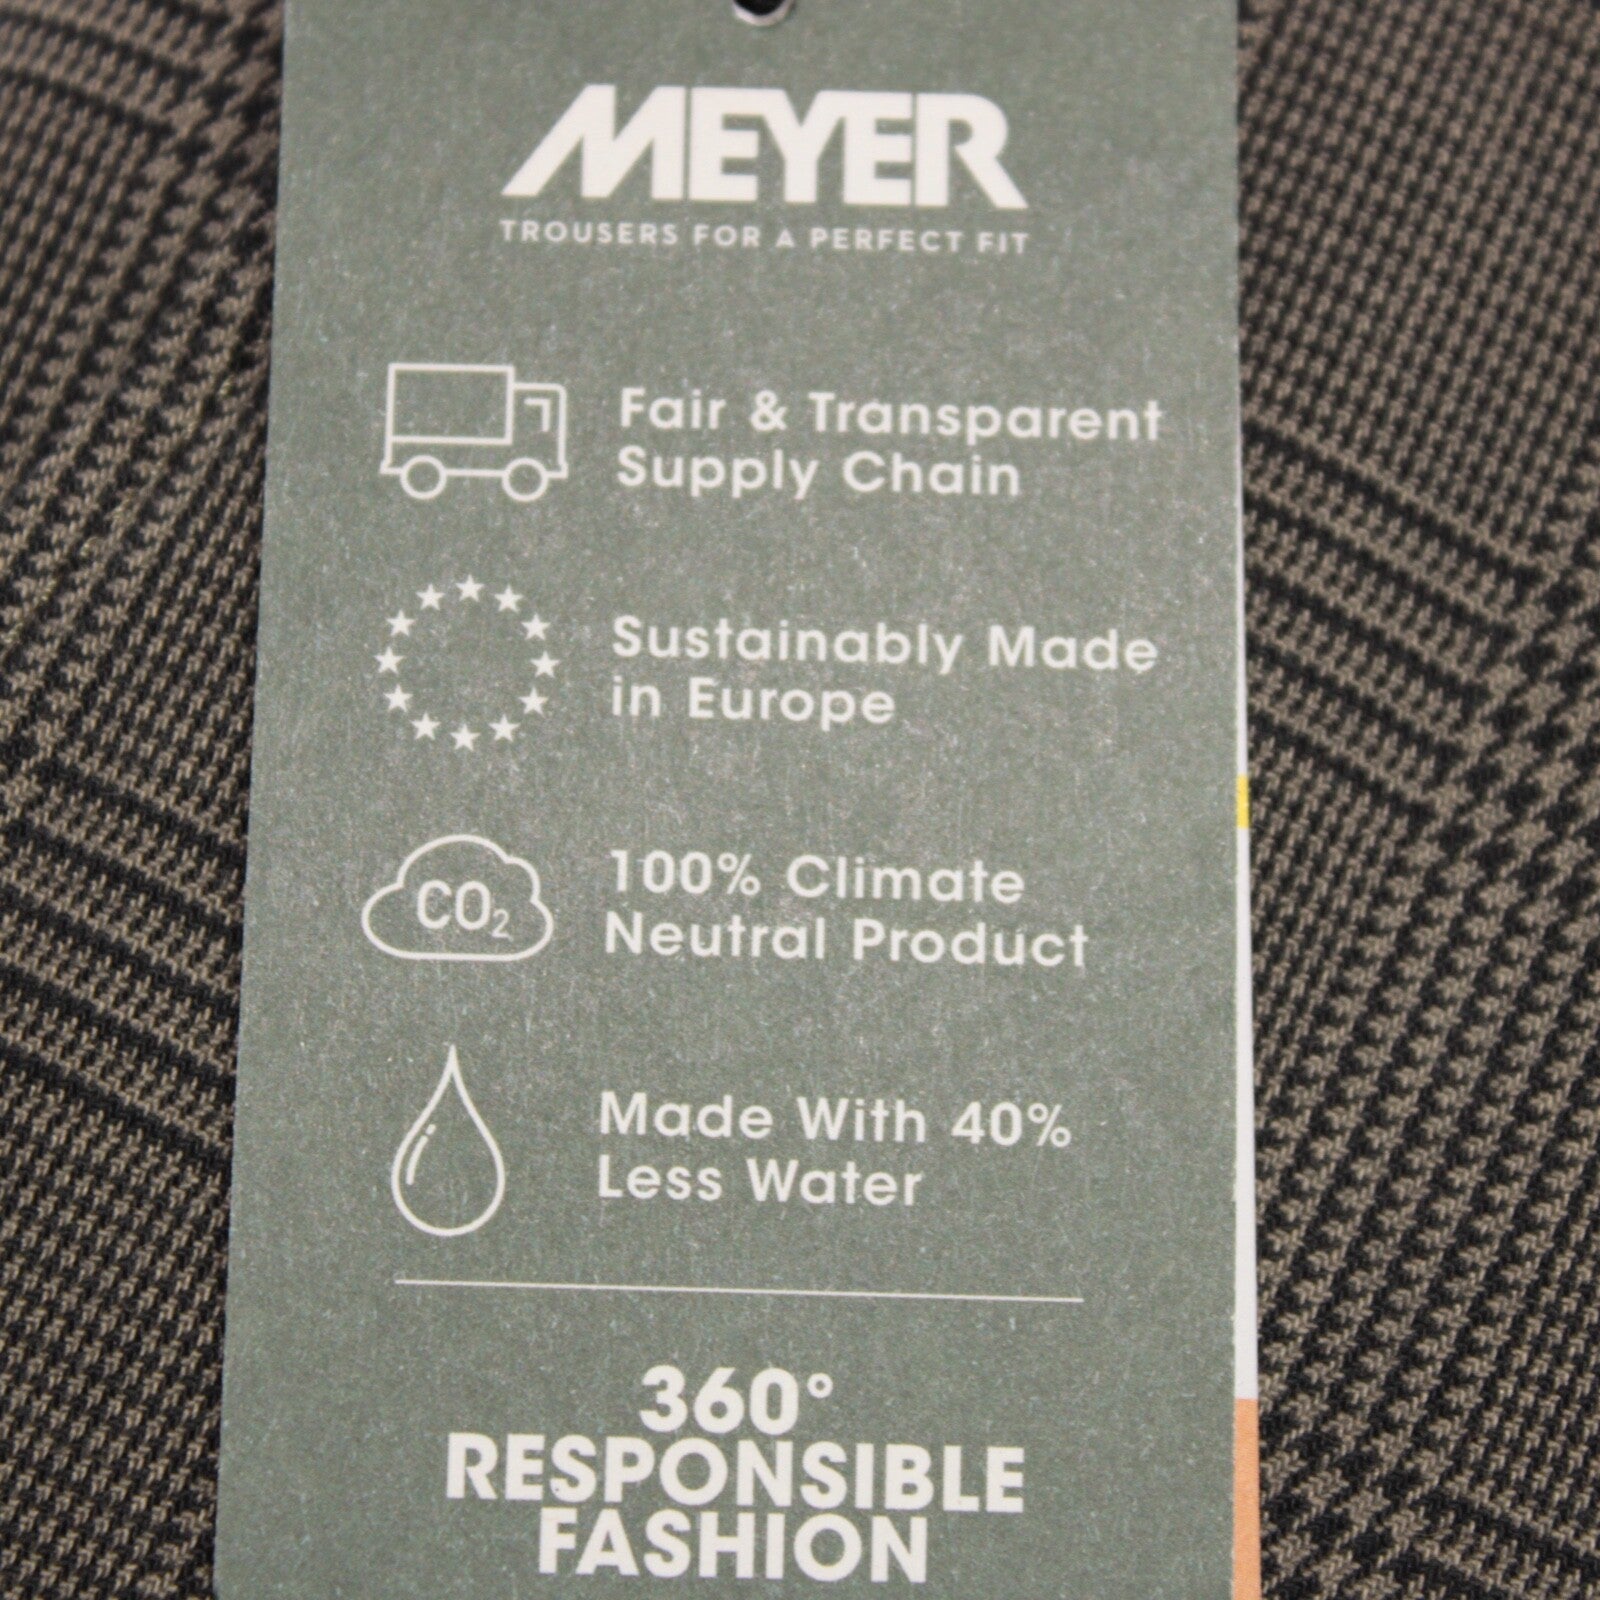 MEYER
TROUSERS FOR A PERFECT FIT
Fair & Transparent
Supply Chain
Sustainably Made
in Europe
CO₂
100% Climate
Neutral Product
Made With 40%
Less Water
360°
RESPONSIBLE
FASHION